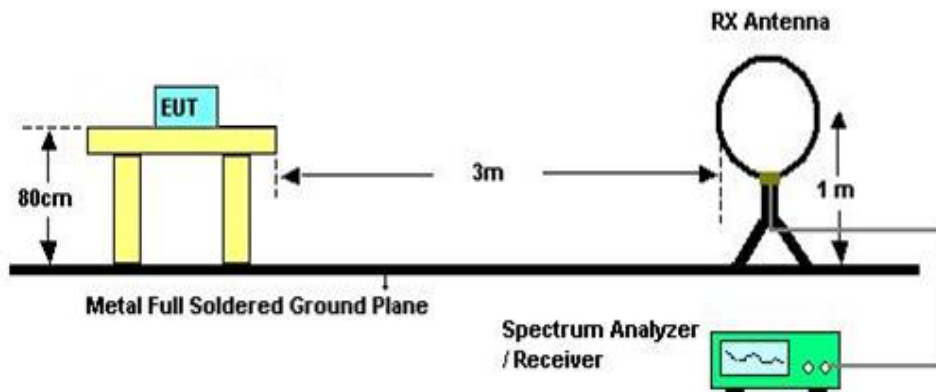 RX Antenna
EUT
3m
80cm
1 m
Metal Full Soldered Ground Plane
Spectrum Analyzer
/ Receiver